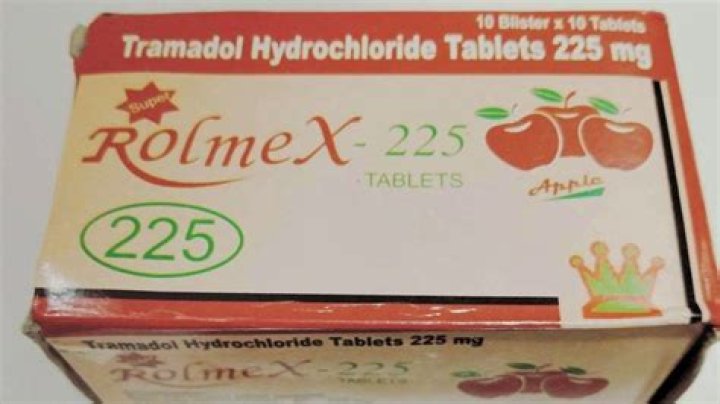 10 Blister x 10 Tablets
Tramadol Hydrochloride Tablets 225 mg
Super
RolmeX - 225
TABLETS
Apple
225
Tramadol Hydrochloride Tablets 225 mg
RolmeX - 225
TABLETS